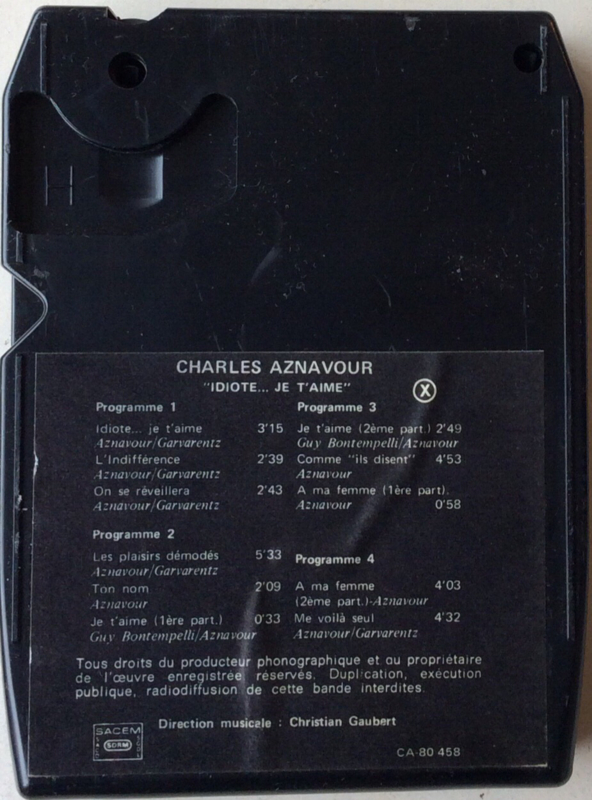 H
CHARLES AZNAVOUR
"IDIOTE... JE T'AIME"
X
Programme 1
Idiote... je t'aime 3'15
Aznavour/Garvarentz
L'Indifférence 2'39
Aznavour/Garvarentz
On se réveillera 2'43
Aznavour/Garvarentz
Programme 2
Les plaisirs démodés 5'33
Aznavour/Garvarentz
Ton nom 2'09
Aznavour
Je t'aime (1ère part.) 0'33
Guy Bontempelli/Aznavour
Programme 3
Je t'aime (2ème part.) 2'49
Guy Bontempelli/Aznavour
Comme "ils disent" 4'53
Aznavour
A ma femme (1ère part).
Aznavour 0'58
Programme 4
A ma femme 4'03
(2ème part.)-Aznavour
Me voilà seul 4'32
Aznavour/Garvarentz
Tous droits du producteur phonographique et au propriétaire
de l'œuvre enregistrée réservés. Duplication, exécution
publique, radiodiffusion de cette bande interdites.
SACEM
SDRM
Direction musicale : Christian Gaubert
CA-80 458